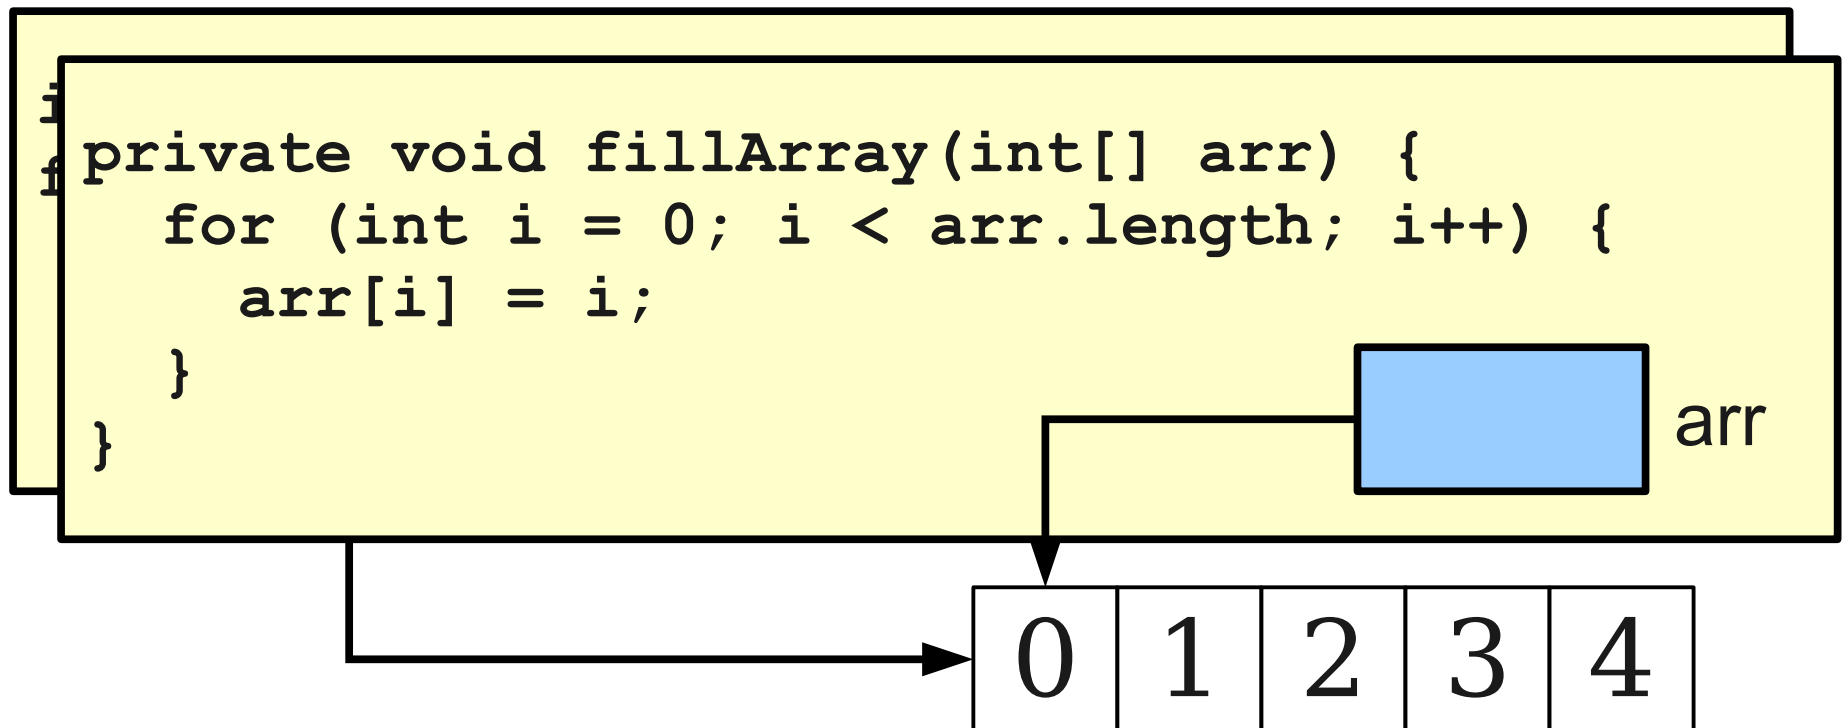 private void fillArray(int[] arr) {
for (int i = 0; i < arr.length; i++) {
arr[i] = i;
}
}
arr
0 1 2 3 4